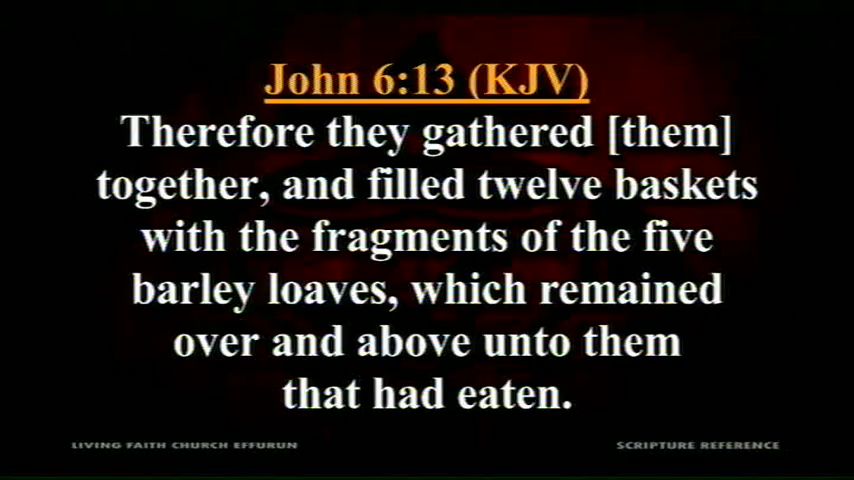 John 6:13 (KJV)
Therefore they gathered [them]
together, and filled twelve baskets
with the fragments of the five
barley loaves, which remained
over and above unto them
that had eaten.
LIVING FAITH CHURCH EFFURUN
SCRIPTURE REFERENCE